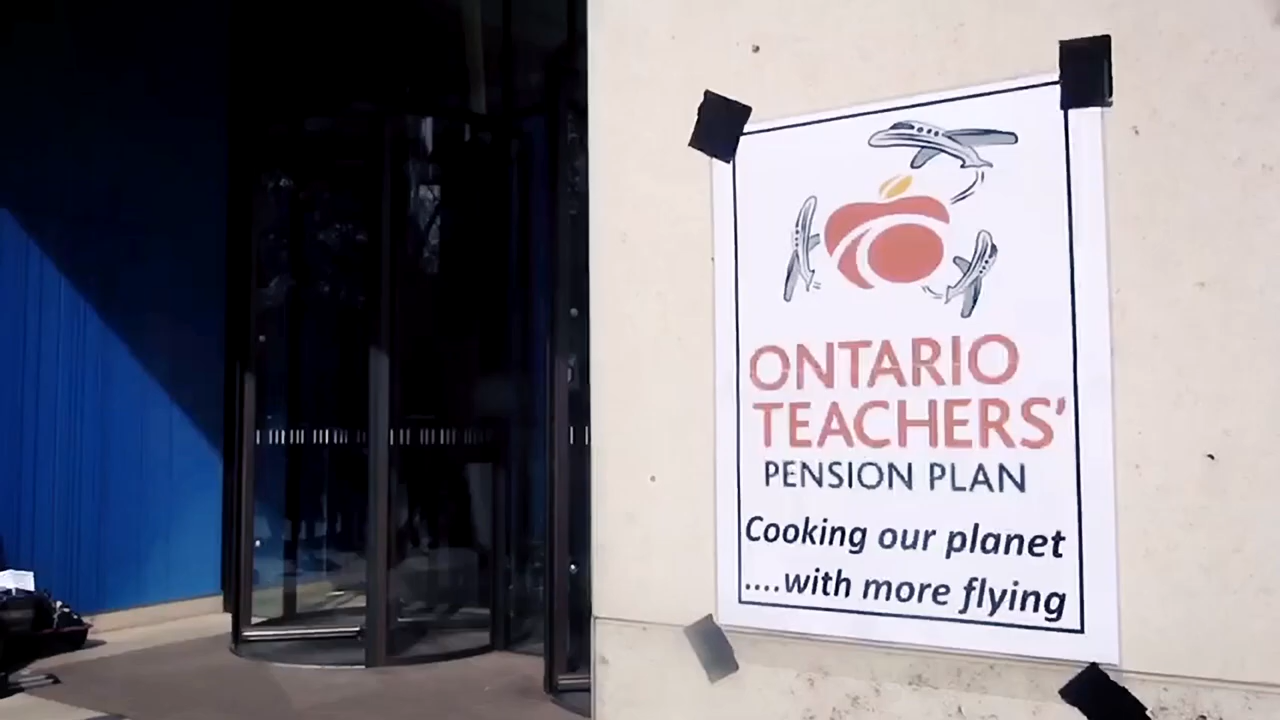 ONTARIO
TEACHERS'
PENSION PLAN
Cooking our planet
....with more flying